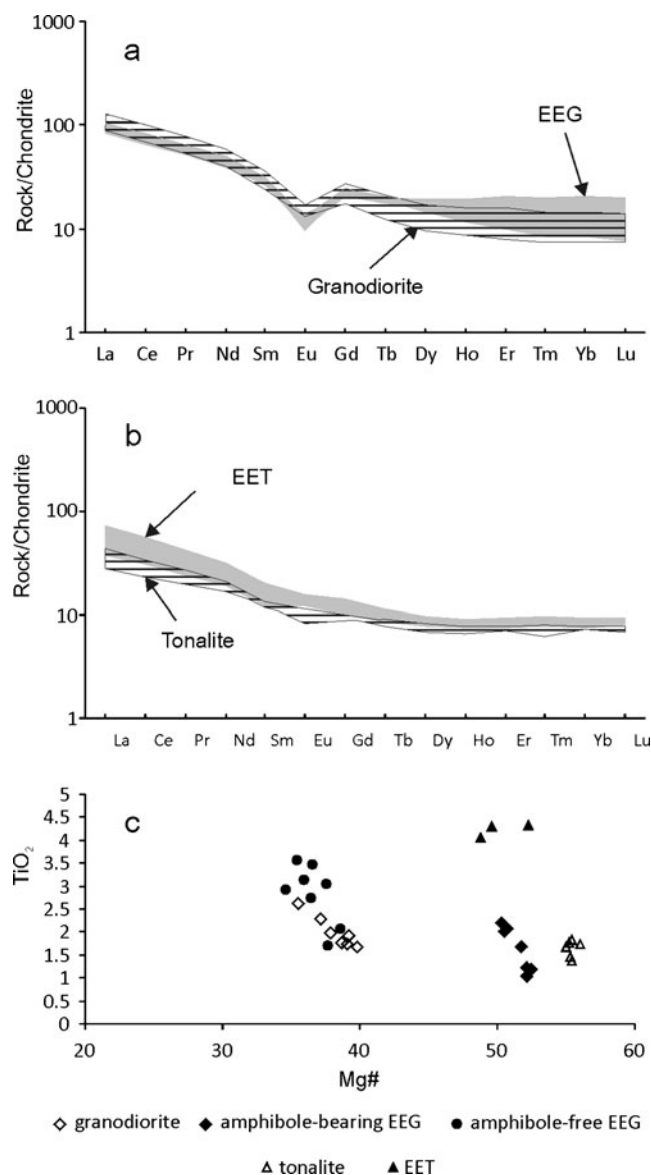 1000
a
100
EEG
Rock/Chondrite
10
Granodiorite
1
La Ce Pr Nd Sm Eu Gd Tb Dy Ho Er Tm Yb Lu
1000
b
EET
100
Rock/Chondrite
10
Tonalite
1
La Ce Pr Nd Sm Eu Gd Tb Dy Ho Er Tm Yb Lu
5
c
4.5
4
3.5
3
TiO₂
2.5
2
1.5
1
0.5
0
20 30 40 50 60
Mg#
granodiorite amphibole-bearing EEG amphibole-free EEG
tonalite EET